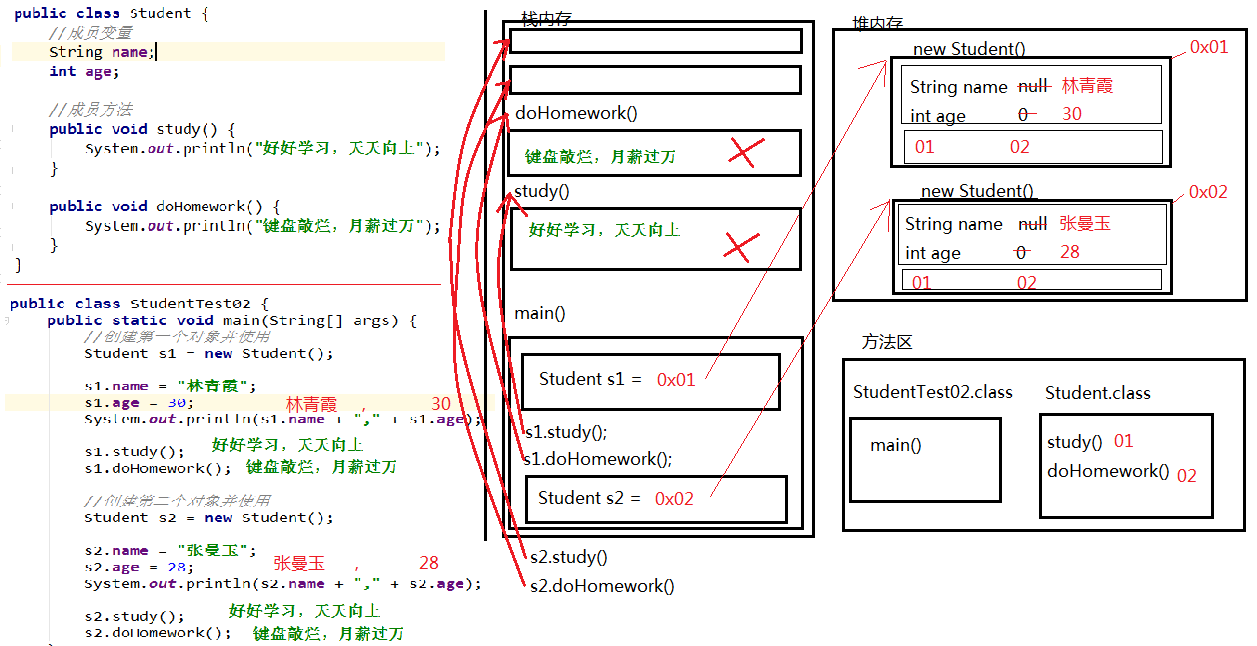 public class Student {
//成员变量
String name;
int age;
//成员方法
public void study() {
System.out.println("好好学习，天天向上");
}
public void doHomework() {
System.out.println("键盘敲烂，月薪过万");
}
}
public class StudentTest02 {
public static void main(String[] args) {
//创建第一个对象并使用
Student s1 = new Student();
s1.name = "林青霞";
s1.age = 30;
林青霞 , 30
System.out.println(s1.name + "," + s1.age);
s1.study(); 好好学习，天天向上
s1.doHomework(); 键盘敲烂，月薪过万
//创建第二个对象并使用
Student s2 = new Student();
s2.name = "张曼玉";
s2.age = 28;
张曼玉 , 28
System.out.println(s2.name + "," + s2.age);
s2.study(); 好好学习，天天向上
s2.doHomework(); 键盘敲烂，月薪过万
栈内存
doHomework()
键盘敲烂，月薪过万
study()
好好学习，天天向上
main()
Student s1 = 0x01
s1.study();
s1.doHomework();
Student s2 = 0x02
s2.study()
s2.doHomework()
堆内存
new Student() 0x01
String name null 林青霞
int age 0 30
01 02
new Student() 0x02
String name null 张曼玉
int age 0 28
01 02
方法区
StudentTest02.class
main()
Student.class
study() 01
doHomework() 02